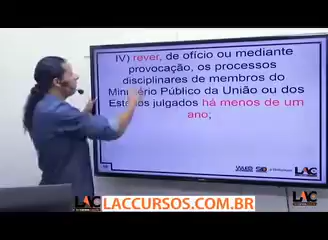 IV) rever, de ofício ou mediante
provocação, os processos
disciplinares de membros do
Ministério Público da União ou dos
Estados julgados há menos de um
ano;
LAC
LACCURSOS.COM.BR